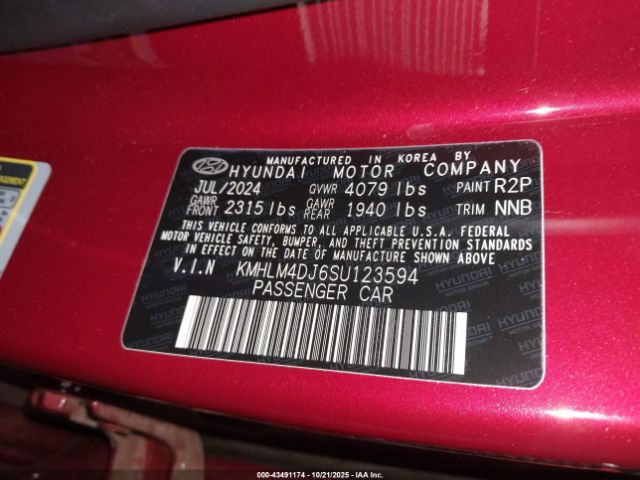 MANUFACTURED IN KOREA BY
HYUNDAI MOTOR COMPANY
JUL/2024 GVWR 4079 lbs PAINT R2P
GAWR FRONT 2315 lbs GAWR REAR 1940 lbs TRIM NNB
THIS VEHICLE CONFORMS TO ALL APPLICABLE U.S.A. FEDERAL
MOTOR VEHICLE SAFETY, BUMPER, AND THEFT PREVENTION STANDARDS
IN EFFECT ON THE DATE OF MANUFACTURE SHOWN ABOVE
V.I.N KMHLM4DJ6SU123594
PASSENGER CAR
000-43491174 - 10/21/2025 - IAA Inc.